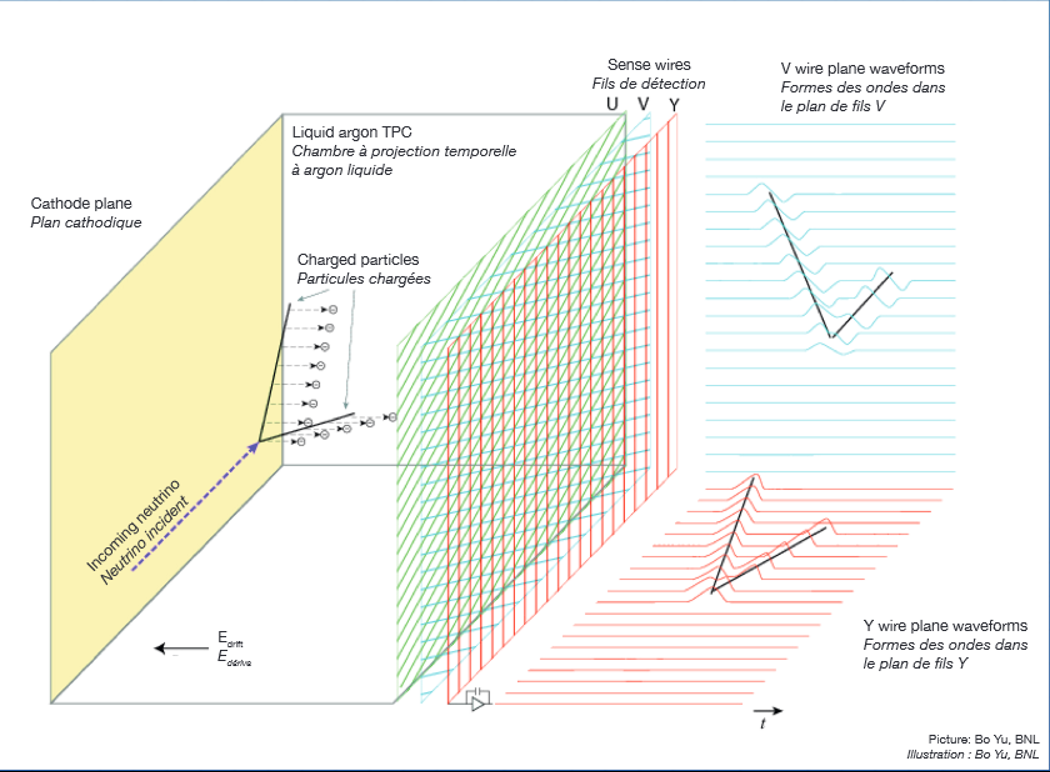 Sense wires
Fils de détection
U V Y
V wire plane waveforms
Formes des ondes dans
le plan de fils V
Liquid argon TPC
Chambre à projection temporelle
à argon liquide
Cathode plane
Plan cathodique
Charged particles
Particules chargées
Incoming neutrino
Neutrino incident
E drift
E dérive
Y wire plane waveforms
Formes des ondes dans
le plan de fils Y
t
Picture: Bo Yu, BNL
Illustration : Bo Yu, BNL